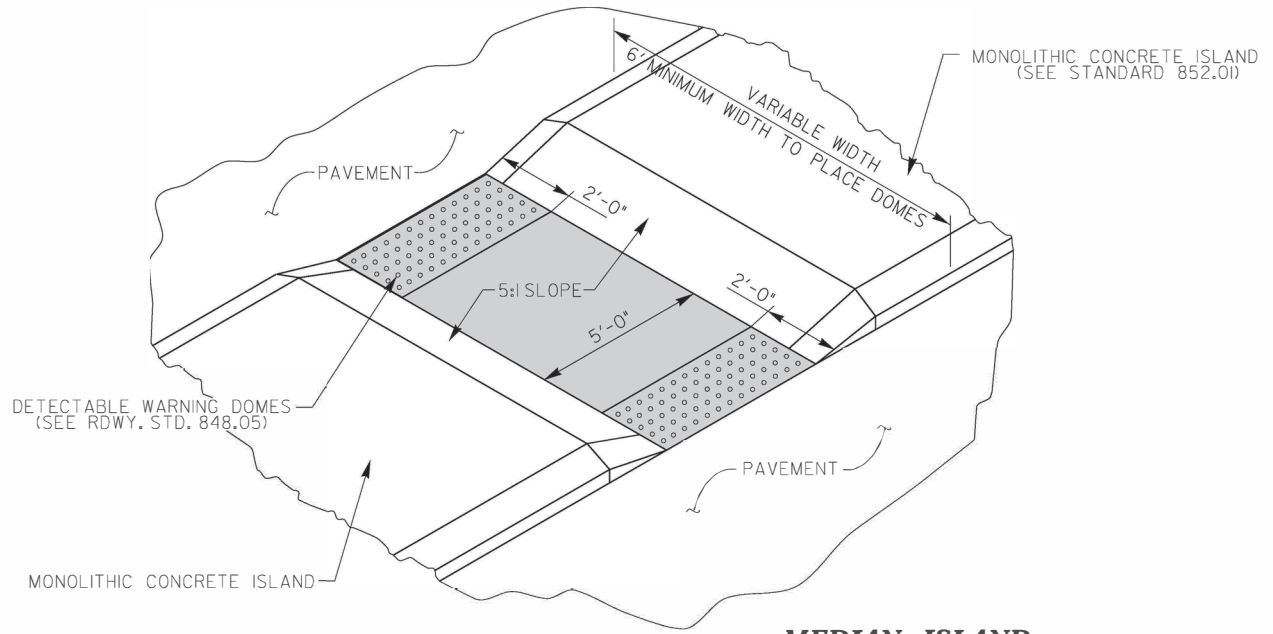 MONOLITHIC CONCRETE ISLAND
(SEE STANDARD 852.01)
VARIABLE WIDTH
6' MINIMUM WIDTH TO PLACE DOMES
PAVEMENT
2'-0"
5:1 SLOPE
2'-0"
5'-0"
DETECTABLE WARNING DOMES
(SEE RDWY. STD. 848.05)
PAVEMENT
MONOLITHIC CONCRETE ISLAND
MEDIAN ISLAND